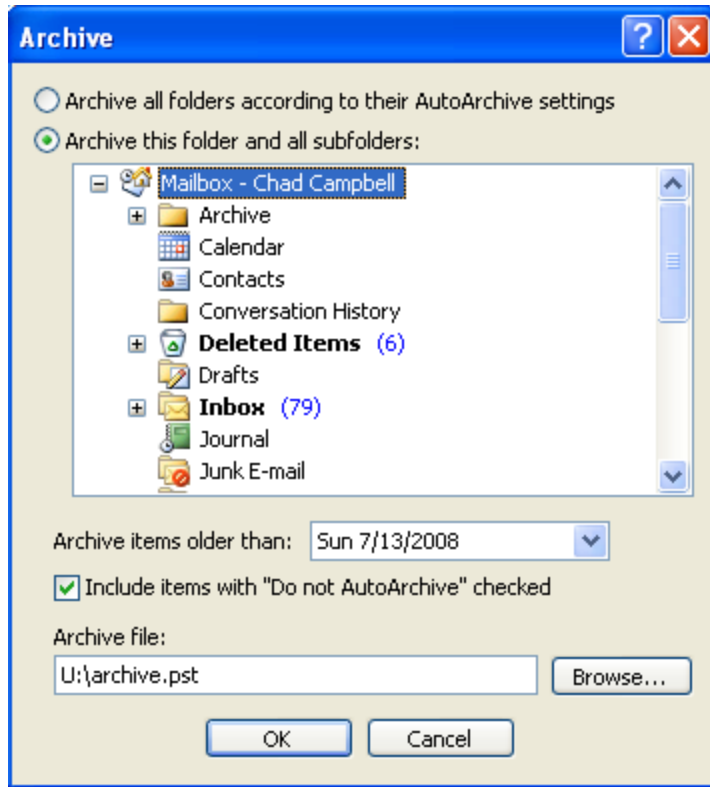 Archive
Archive all folders according to their AutoArchive settings
Archive this folder and all subfolders:
Mailbox - Chad Campbell
Archive
Calendar
Contacts
Conversation History
Deleted Items (6)
Drafts
Inbox (79)
Journal
Junk E-mail
Archive items older than: Sun 7/13/2008
Include items with "Do not AutoArchive" checked
Archive file:
U:\archive.pst Browse...
OK Cancel